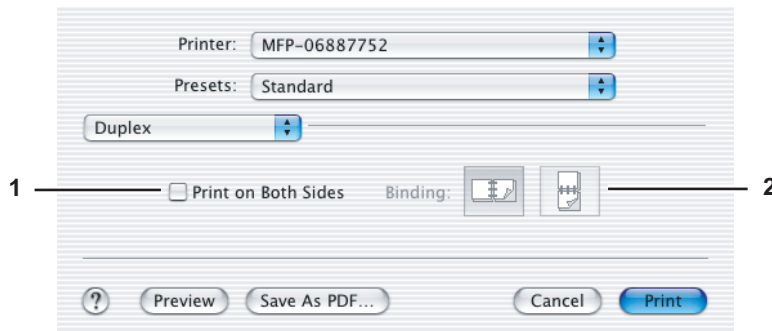 Printer: MFP-06887752
Presets: Standard
Duplex
1 Print on Both Sides Binding: 2
? Preview Save As PDF... Cancel Print